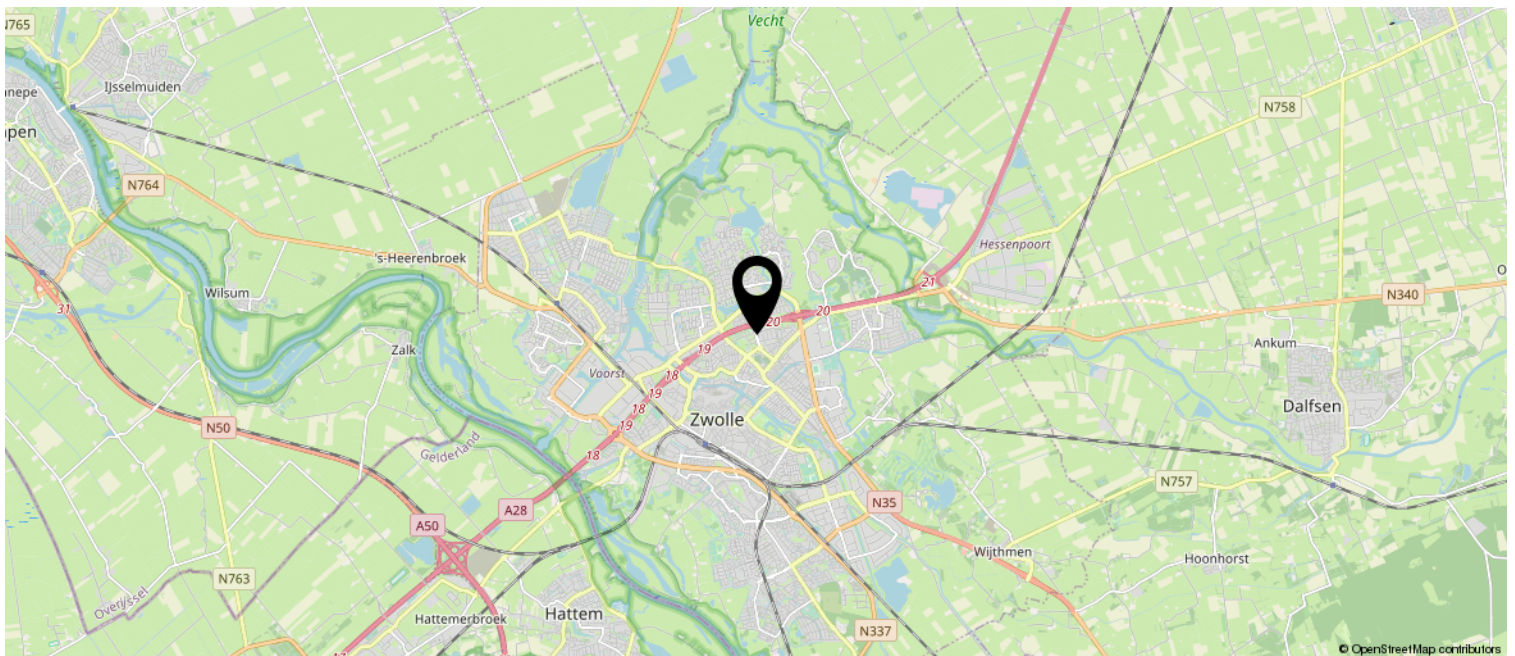 Vecht
N765
IJsselmuiden
N758
N764
Hessenpoort
's-Heerenbroek
21
Wilsum
N340
31
20
20
Ankum
Zalk
19
18
Voorst
19
18
Dalfsen
Zwolle
19
N50
Gelderland
18
N757
A28
N35
A50
Wijthmen
Hoonhorst
N763
Overijssel
Hattemerbroek
Hattem
N337
© OpenStreetMap contributors